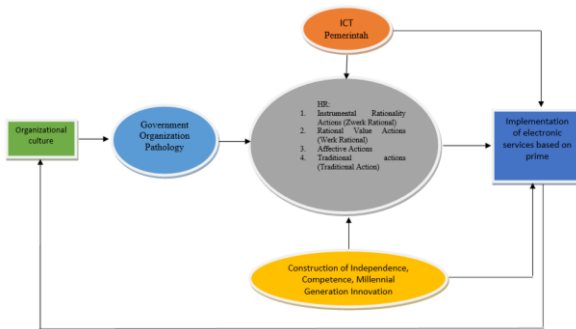 ICT
Pemerintah
HR:
1. Instrumental Rationality
Actions (Zwerk Rational)
2. Rational Value Actions
(Werk Rational)
3. Affective Actions
4. Traditional actions
(Traditional Action)
Organizational
culture
Government
Organization
Pathology
Implementation
of electronic
services based on
prime
Construction of Independence,
Competence, Millennial
Generation Innovation